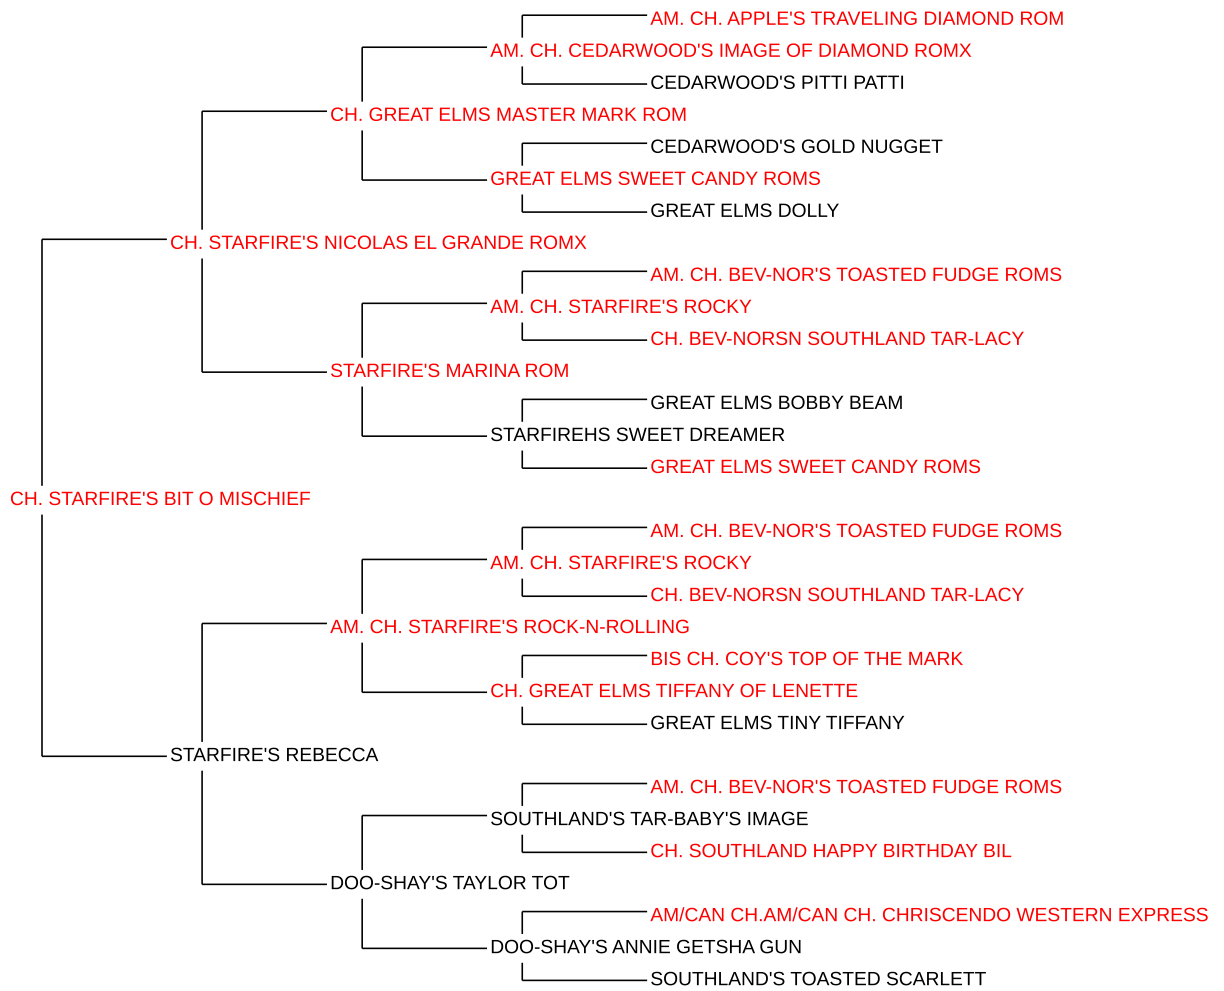 AM. CH. APPLE'S TRAVELING DIAMOND ROM
AM. CH. CEDARWOOD'S IMAGE OF DIAMOND ROMX
CEDARWOOD'S PITTI PATTI
CH. GREAT ELMS MASTER MARK ROM
CEDARWOOD'S GOLD NUGGET
GREAT ELMS SWEET CANDY ROMS
GREAT ELMS DOLLY
CH. STARFIRE'S NICOLAS EL GRANDE ROMX
AM. CH. BEV-NOR'S TOASTED FUDGE ROMS
AM. CH. STARFIRE'S ROCKY
CH. BEV-NORSN SOUTHLAND TAR-LACY
STARFIRE'S MARINA ROM
GREAT ELMS BOBBY BEAM
STARFIREHS SWEET DREAMER
GREAT ELMS SWEET CANDY ROMS
CH. STARFIRE'S BIT O MISCHIEF
AM. CH. BEV-NOR'S TOASTED FUDGE ROMS
AM. CH. STARFIRE'S ROCKY
CH. BEV-NORSN SOUTHLAND TAR-LACY
AM. CH. STARFIRE'S ROCK-N-ROLLING
BIS CH. COY'S TOP OF THE MARK
CH. GREAT ELMS TIFFANY OF LENETTE
GREAT ELMS TINY TIFFANY
STARFIRE'S REBECCA
AM. CH. BEV-NOR'S TOASTED FUDGE ROMS
SOUTHLAND'S TAR-BABY'S IMAGE
CH. SOUTHLAND HAPPY BIRTHDAY BIL
DOO-SHAY'S TAYLOR TOT
AM/CAN CH.AM/CAN CH. CHRISCENDO WESTERN EXPRESS
DOO-SHAY'S ANNIE GETSHA GUN
SOUTHLAND'S TOASTED SCARLETT